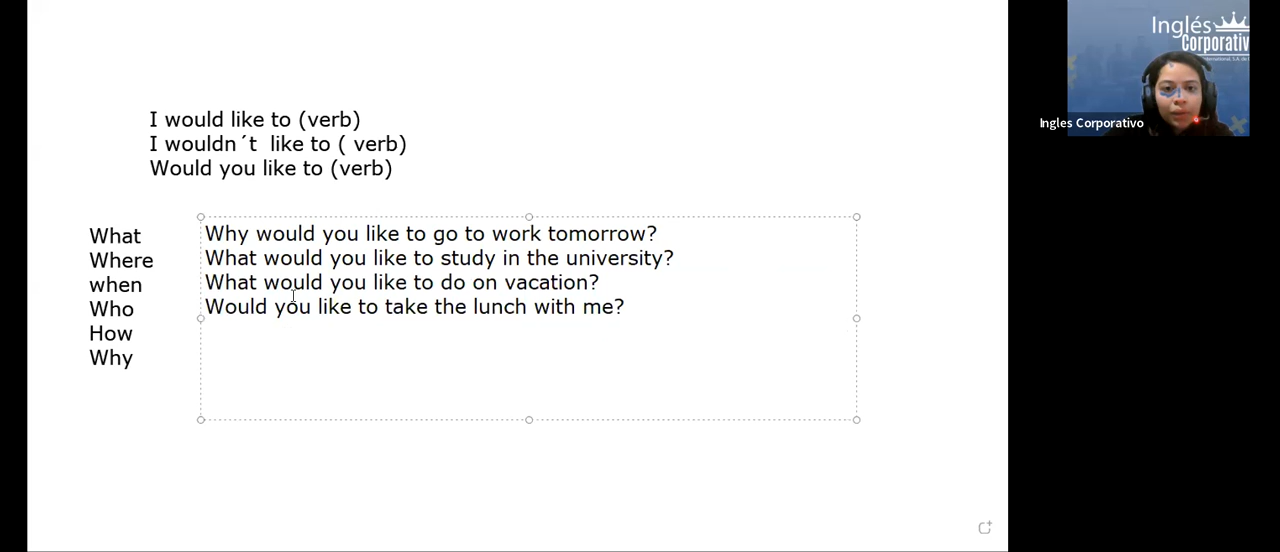 I would like to (verb)
I wouldn´t  like to ( verb)
Would you like to (verb)
What
Where
when
Who
How
Why
Why would you like to go to work tomorrow?
What would you like to study in the university?
What would you like to do on vacation?
Would you like to take the lunch with me?
Inglés
Corporativ
Ingles Corporativo